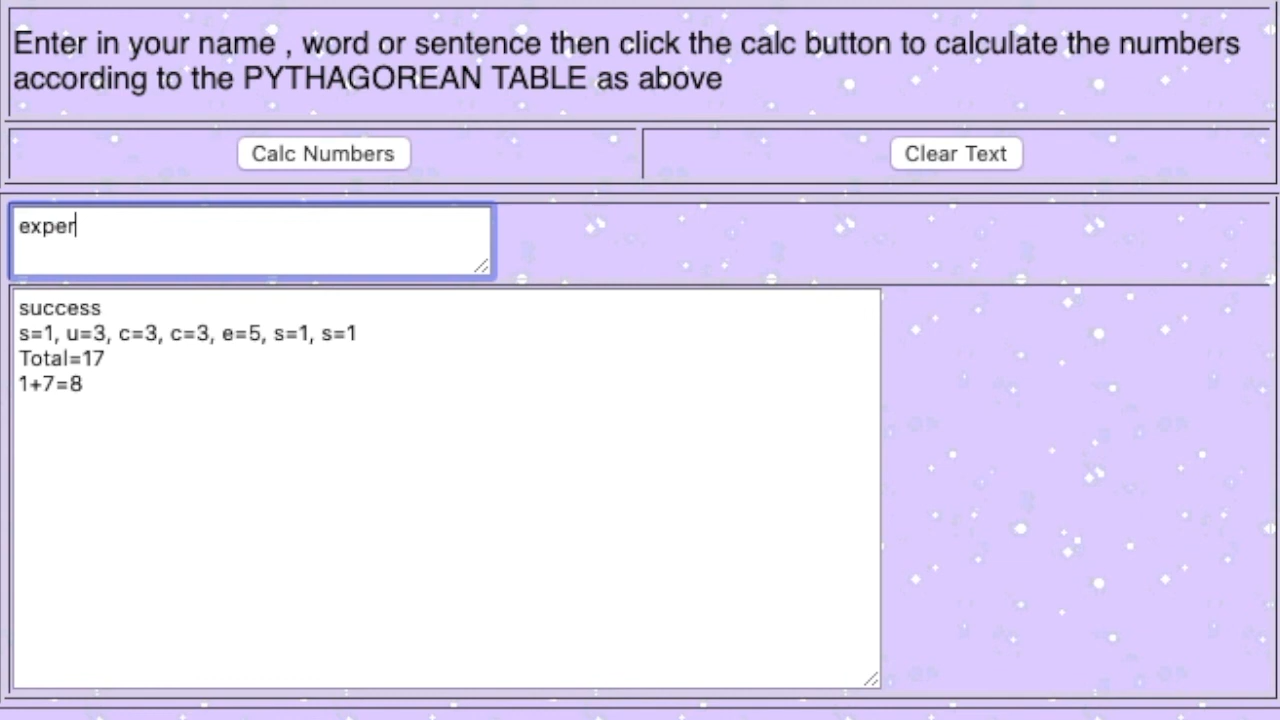 Enter in your name , word or sentence then click the calc button to calculate the numbers
according to the PYTHAGOREAN TABLE as above
Calc Numbers
Clear Text
exper
success
s=1, u=3, c=3, c=3, e=5, s=1, s=1
Total=17
1+7=8